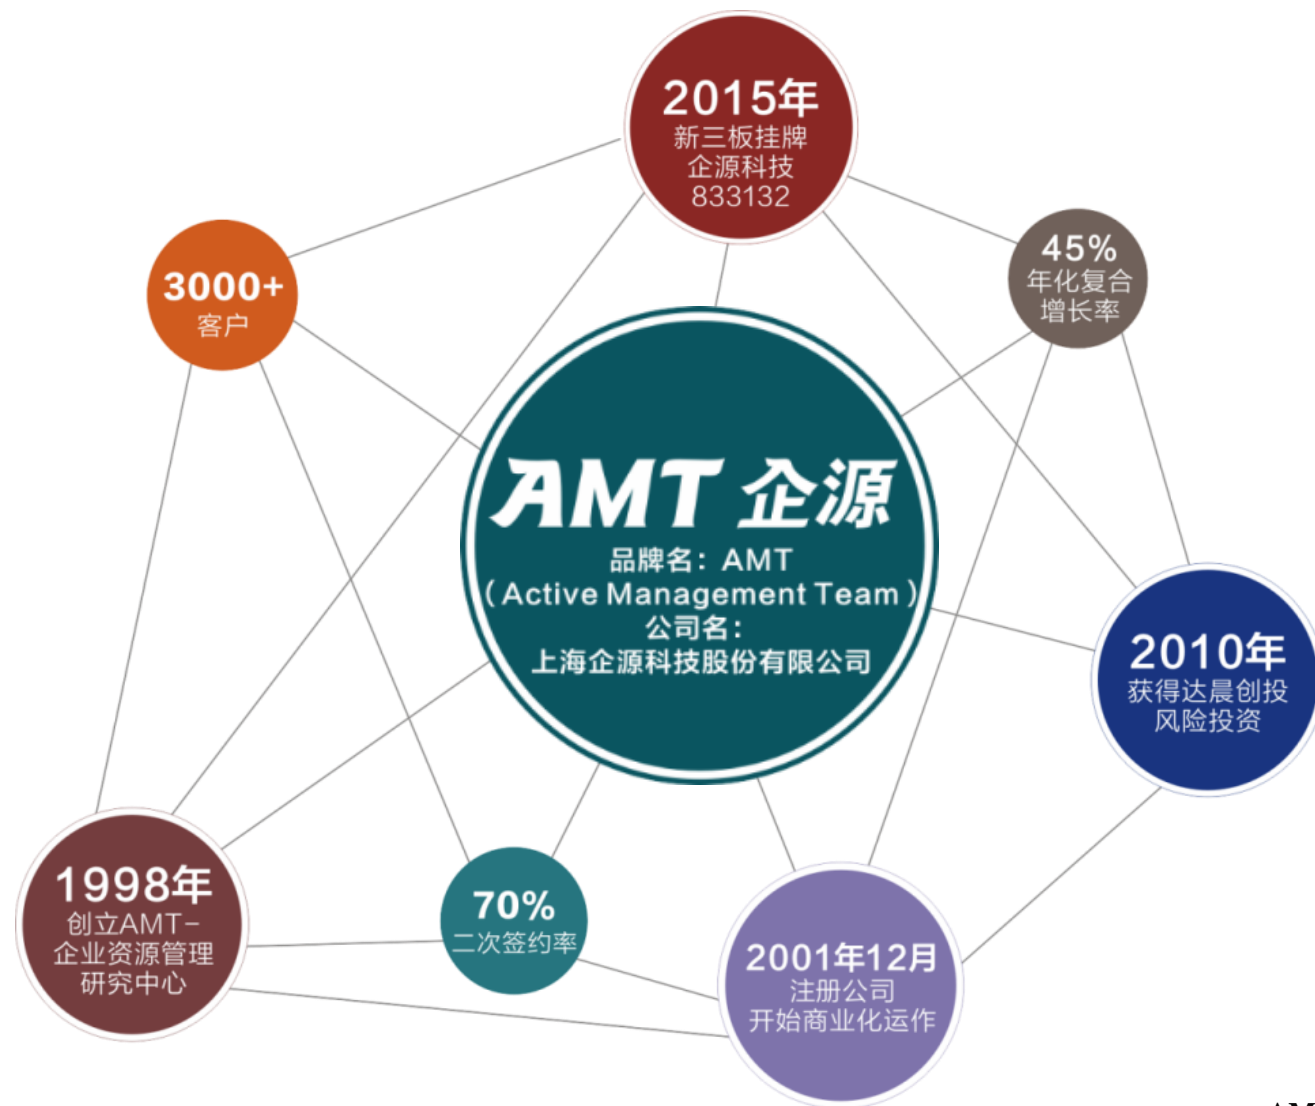 2015年
新三板挂牌
企源科技
833132
45%
年化复合
增长率
3000+
客户
AMT 企源
品牌名：AMT
（Active Management Team）
公司名：
上海企源科技股份有限公司
2010年
获得达晨创投
风险投资
1998年
创立AMT-
企业资源管理
研究中心
70%
二次签约率
2001年12月
注册公司
开始商业化运作